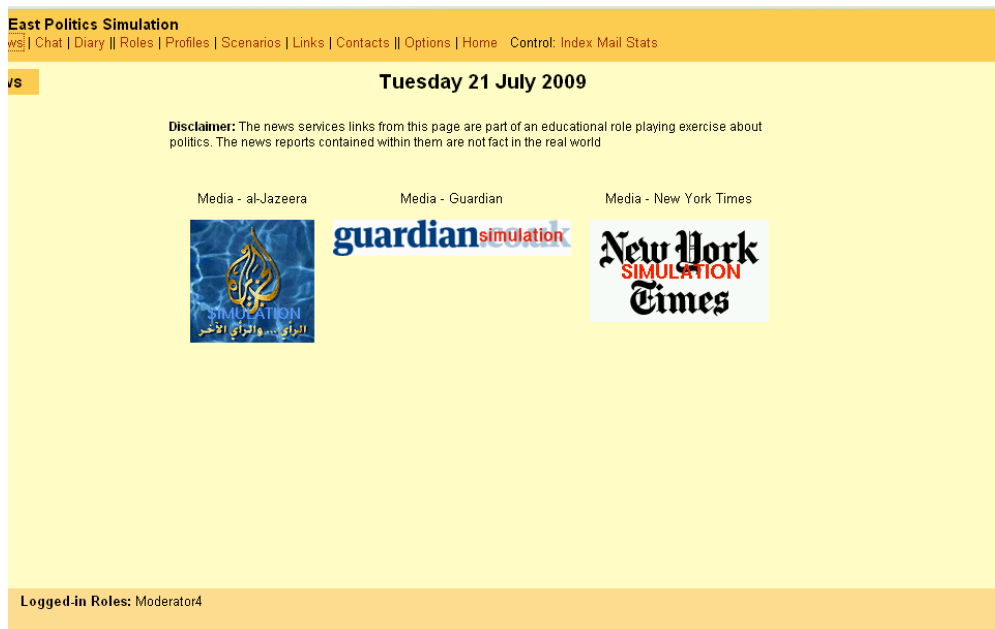 East Politics Simulation
ws | Chat | Diary || Roles | Profiles | Scenarios | Links | Contacts || Options | Home Control: Index Mail Stats
ws
Tuesday 21 July 2009
Disclaimer: The news services links from this page are part of an educational role playing exercise about
politics. The news reports contained within them are not fact in the real world
Media - al-Jazeera
Media - Guardian
Media - New York Times
الجزيرة
SIMULATION
الرأي ... والرأي الآخر
guardian.co.uk
simulation
New York
SIMULATION
Times
Logged-in Roles: Moderator4